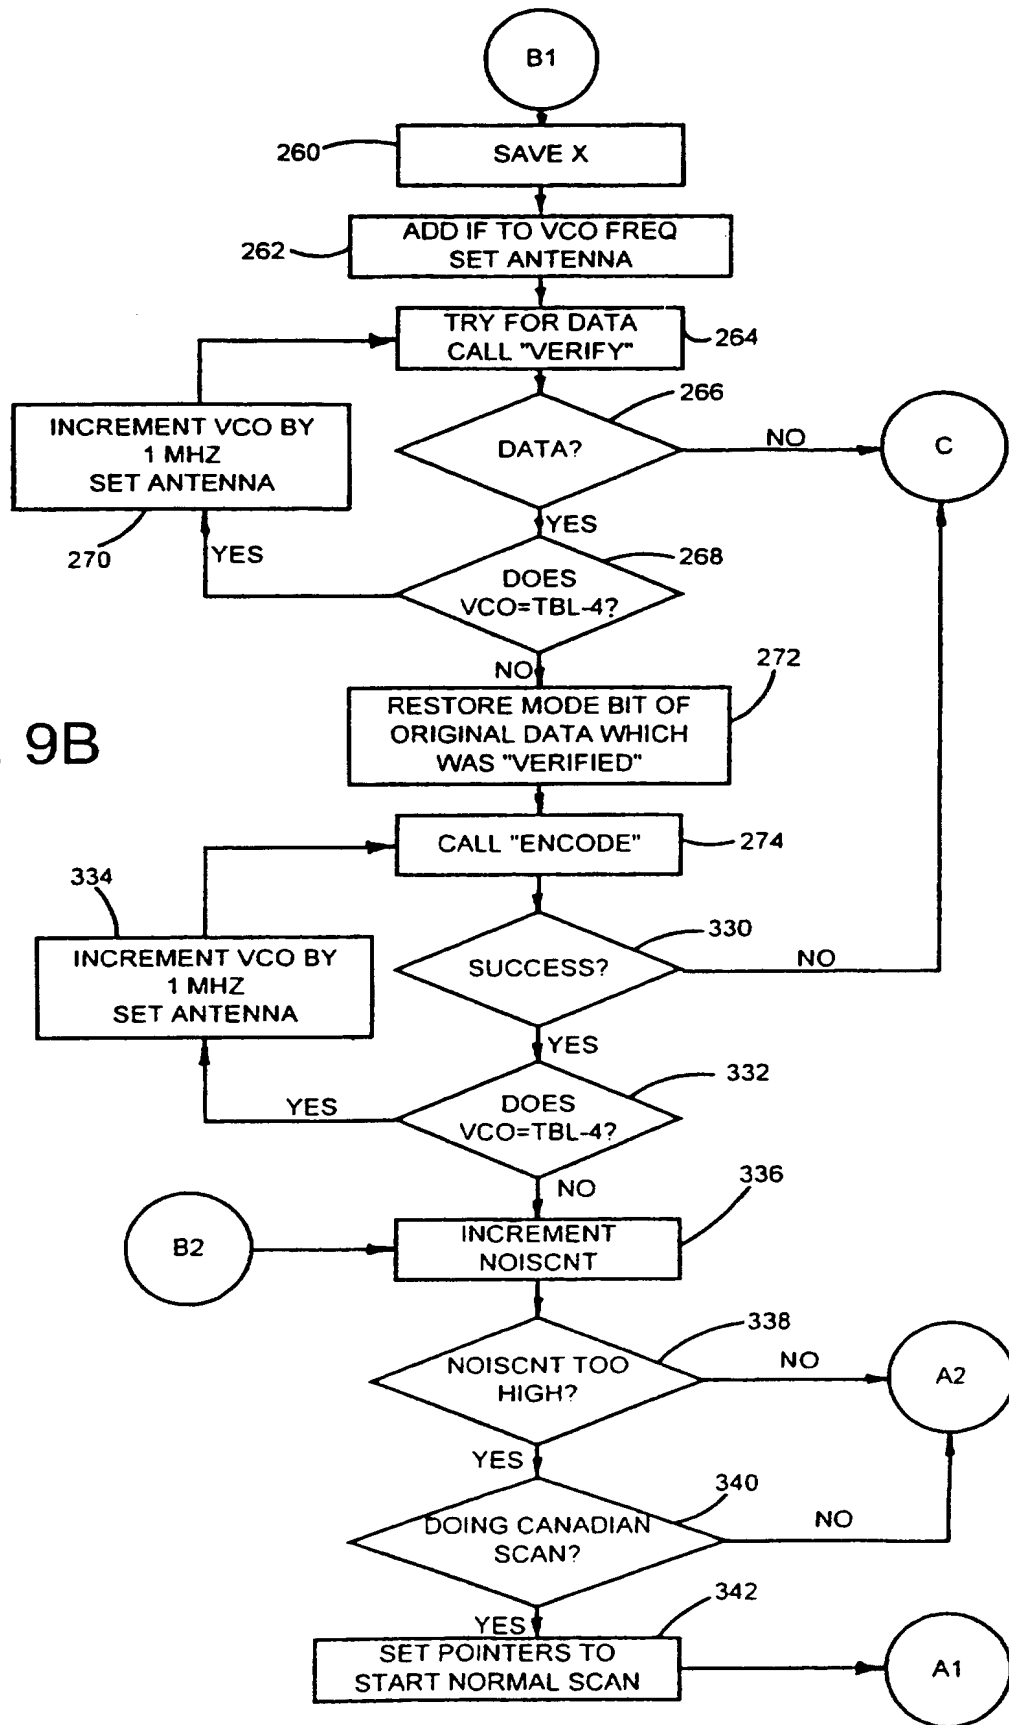 B1
260
SAVE X
262
ADD IF TO VCO FREQ
SET ANTENNA
TRY FOR DATA
CALL "VERIFY"
264
266
INCREMENT VCO BY
1 MHZ
SET ANTENNA
DATA?
NO
C
270
YES
YES
268
DOES
VCO=TBL-4?
NO
272
RESTORE MODE BIT OF
ORIGINAL DATA WHICH
WAS "VERIFIED"
9B
CALL "ENCODE"
274
334
330
INCREMENT VCO BY
1 MHZ
SET ANTENNA
SUCCESS?
NO
YES
332
YES
DOES
VCO=TBL-4?
NO
336
B2
INCREMENT
NOISCNT
338
NOISCNT TOO
HIGH?
NO
A2
YES
340
DOING CANADIAN
SCAN?
NO
342
YES
SET POINTERS TO
START NORMAL SCAN
A1